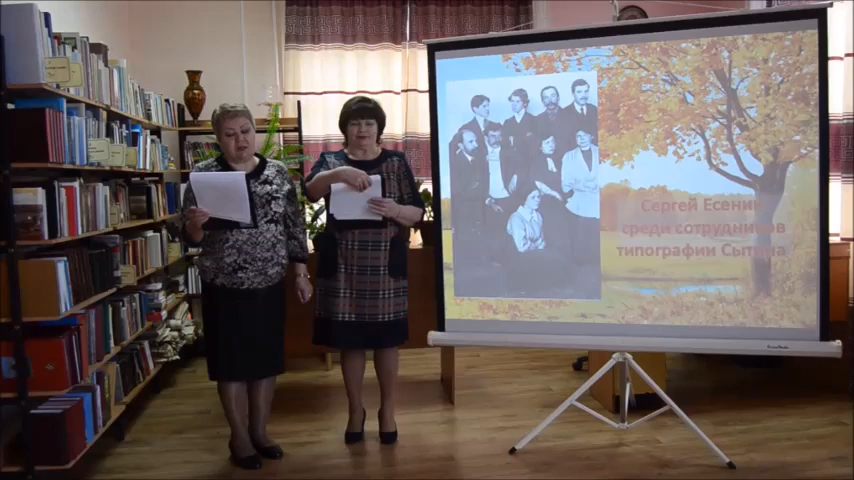 Сергей Есенин
среди сотрудников
типографии Сытина